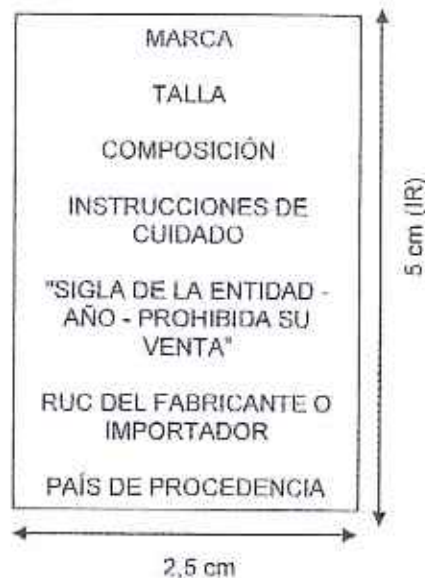 MARCA
TALLA
COMPOSICIÓN
INSTRUCCIONES DE
CUIDADO
"SIGLA DE LA ENTIDAD -
AÑO - PROHIBIDA SU
VENTA"
RUC DEL FABRICANTE O
IMPORTADOR
PAÍS DE PROCEDENCIA
5 cm (IR)
2,5 cm